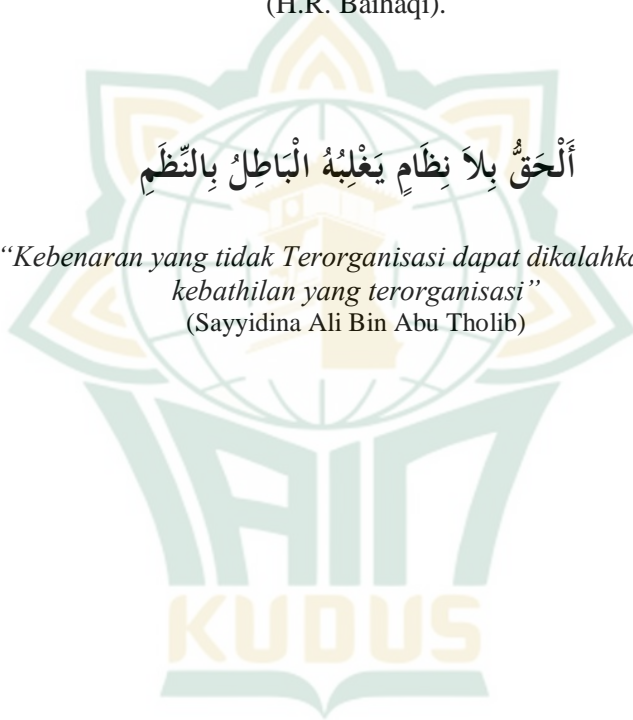 (H.R. Baihaqi).
أَلْحَقُّ بِلاَ نِظَامٍ يَغْلِبُهُ الْبَاطِلُ بِالنِّظَمِ
“Kebenaran yang tidak Terorganisasi dapat
kebathilan yang terorganisasi”
(Sayyidina Ali Bin Abu Tholib)
IAIN
KUDUS